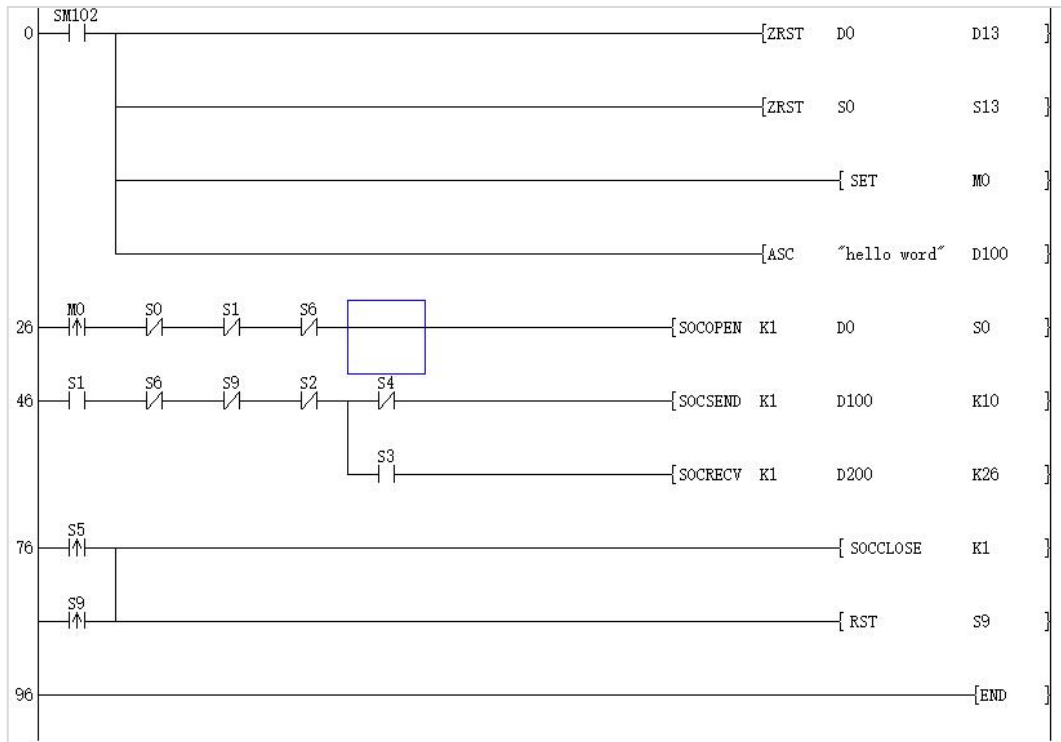 SM102
0 [ZRST D0 D13 ]
[ZRST S0 S13 ]
[ SET M0 ]
[ASC "hello word" D100 ]
M0 S0 S1 S6
26 [SOCOPEN K1 D0 S0 ]
S1 S6 S9 S2 S4
46 [SOCSEND K1 D100 K10 ]
S3
[SOCRECV K1 D200 K26 ]
S5
76 [ SOCCLOSE K1 ]
S9
[ RST S9 ]
96 [END ]